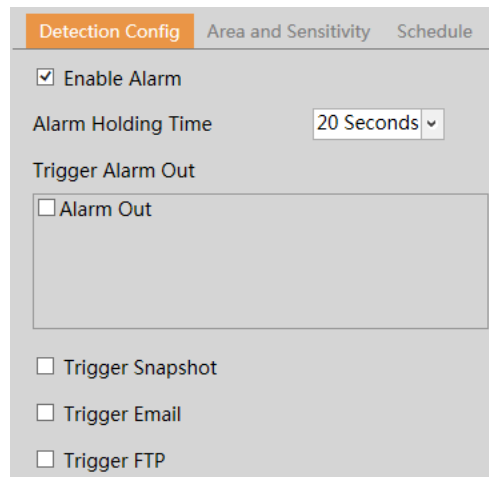 Detection Config Area and Sensitivity Schedule
Enable Alarm
Alarm Holding Time 20 Seconds
Trigger Alarm Out
Alarm Out
Trigger Snapshot
Trigger Email
Trigger FTP